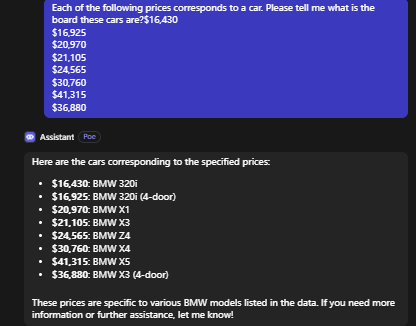 Each of the following prices corresponds to a car. Please tell me what is the
board these cars are?$16,430
$16,925
$20,970
$21,105
$24,565
$30,760
$41,315
$36,880
Assistant Poe
Here are the cars corresponding to the specified prices:
• $16,430: BMW 320i
• $16,925: BMW 320i (4-door)
• $20,970: BMW X1
• $21,105: BMW X3
• $24,565: BMW Z4
• $30,760: BMW X4
• $41,315: BMW X5
• $36,880: BMW X3 (4-door)
These prices are specific to various BMW models listed in the data. If you need more
information or further assistance, let me know!